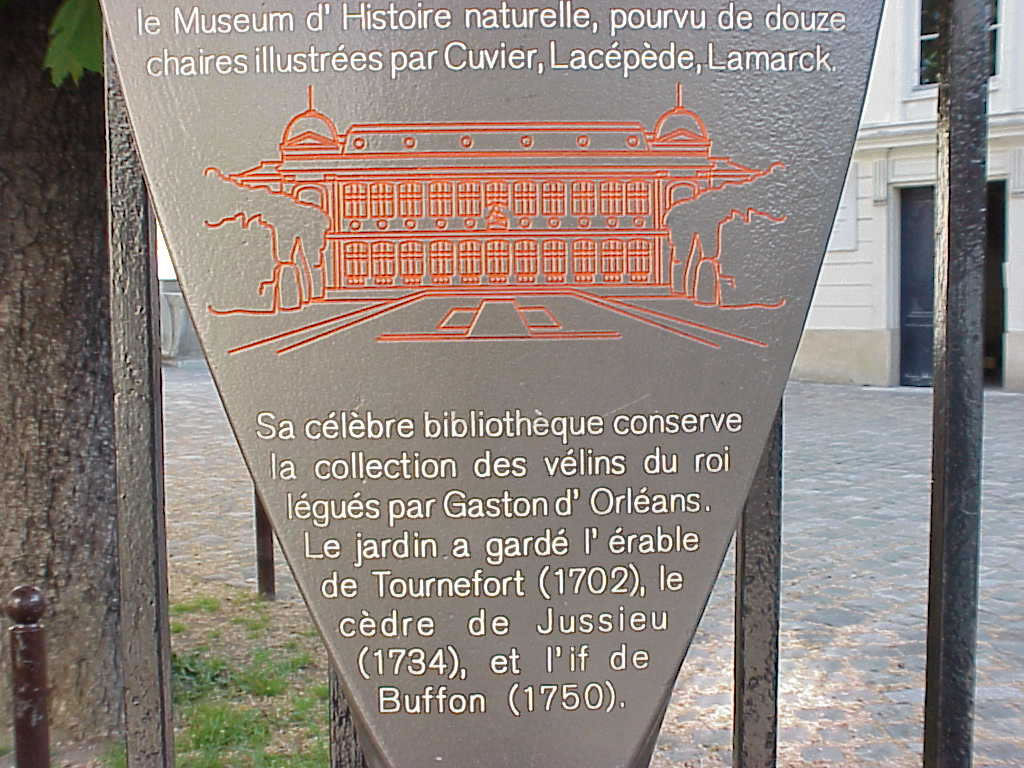 le Museum d' Histoire naturelle, pourvu de douze
chaires illustrées par Cuvier, Lacépède, Lamarck.
Sa célèbre bibliothèque conserve
la collection des vélins du roi
légués par Gaston d' Orléans.
Le jardin a gardé l' érable
de Tournefort (1702), le
cèdre de Jussieu
(1734), et l'if de
Buffon (1750).